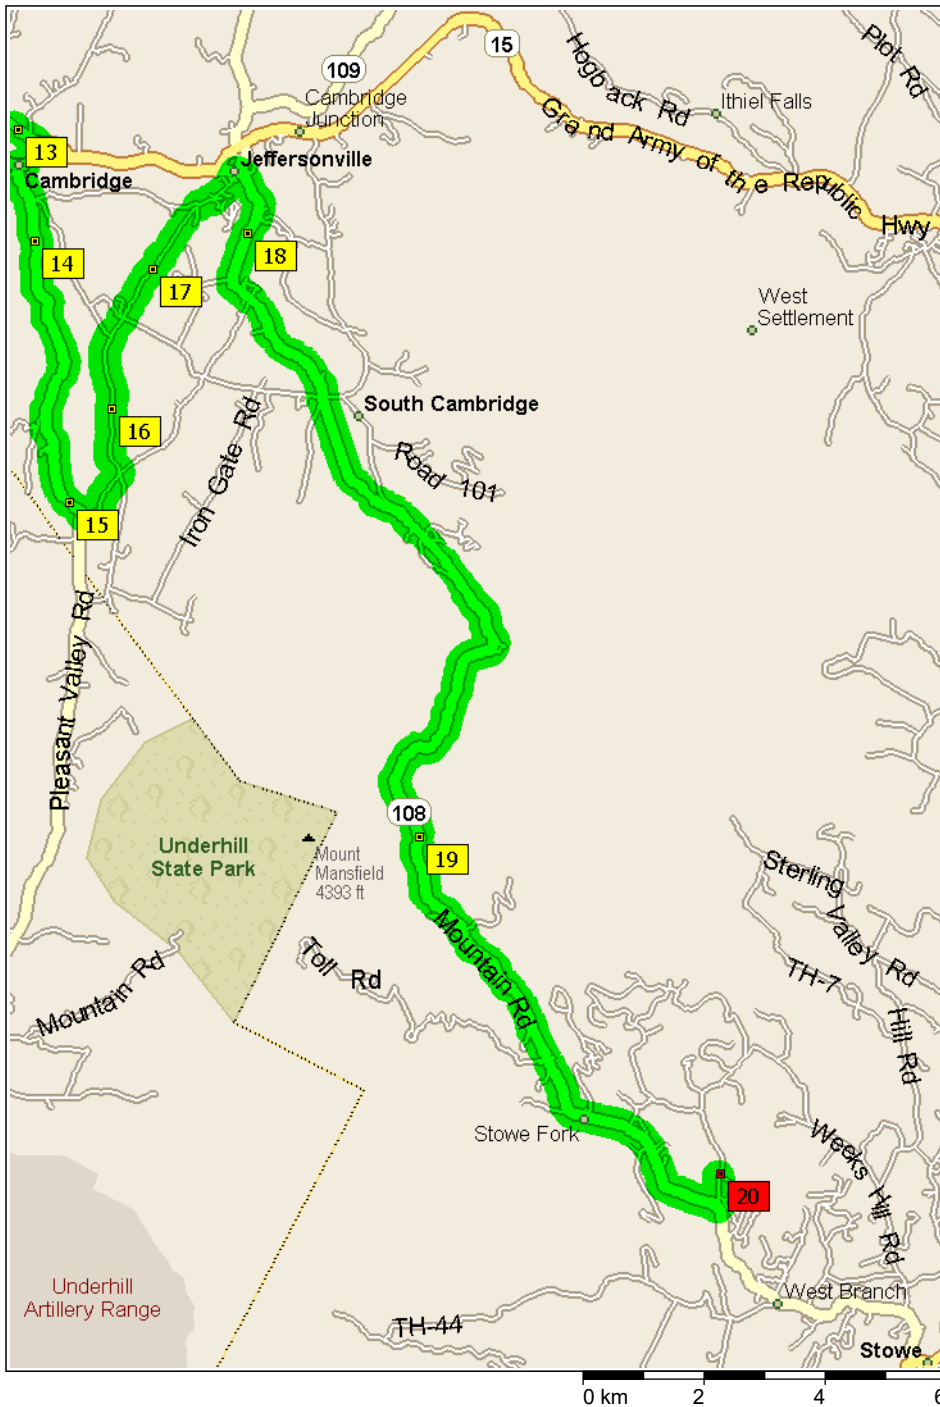 15
Hogback Rd
Plot Rd
109
Cambridge
Junction
Ithiel Falls
Grand Army of the Republic Hwy
13
Jeffersonville
Cambridge
14
18
17
West
Settlement
South Cambridge
16
Iron Gate Rd
Road 101
15
Pleasant Valley Rd
108
Underhill
State Park
Mount
Mansfield
4393 ft
19
Sterling Valley Rd
Mountain Rd
Toll Rd
Mountain Rd
TH-7
Hill Rd
Stowe Fork
Weeks Hill Rd
20
Underhill
Artillery Range
West Branch
TH-44
Stowe
0 km 2 4 6